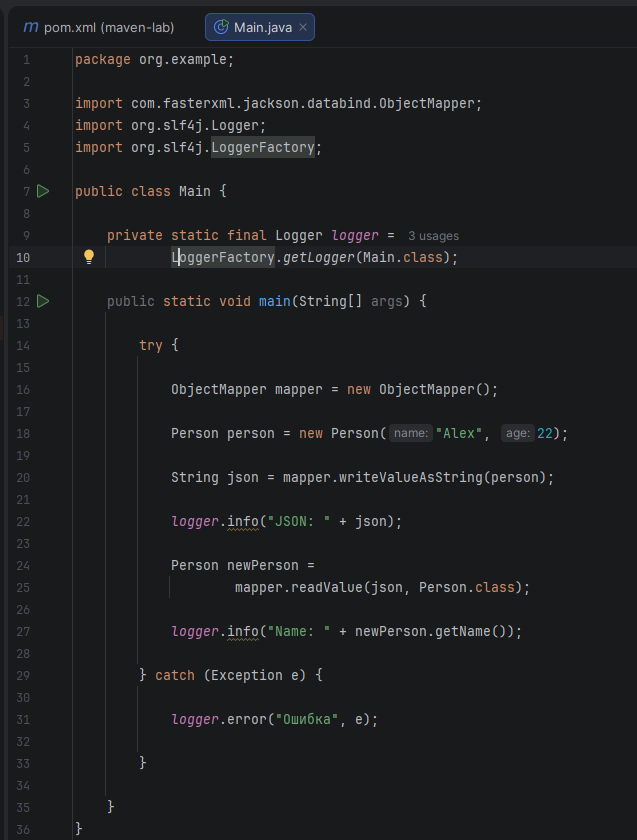 m pom.xml (maven-lab) Main.java ×
1 package org.example;
2
3 import com.fasterxml.jackson.databind.ObjectMapper;
4 import org.slf4j.Logger;
5 import org.slf4j.LoggerFactory;
6
7 public class Main {
8
9 private static final Logger logger = 3 usages
10 LoggerFactory.getLogger(Main.class);
11
12 public static void main(String[] args) {
13
14 try {
15
16 ObjectMapper mapper = new ObjectMapper();
17
18 Person person = new Person( name: "Alex", age: 22);
19
20 String json = mapper.writeValueAsString(person);
21
22 logger.info("JSON: " + json);
23
24 Person newPerson =
25 mapper.readValue(json, Person.class);
26
27 logger.info("Name: " + newPerson.getName());
28
29 } catch (Exception e) {
30
31 logger.error("Ошибка", e);
32
33 }
34
35 }
36 }